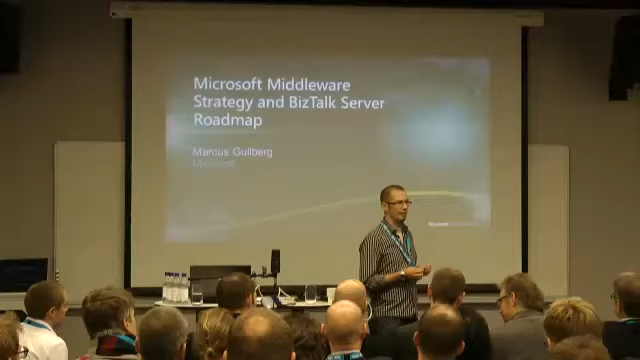 Microsoft Middleware
Strategy and BizTalk Server
Roadmap
Marcus Gullberg
Microsoft